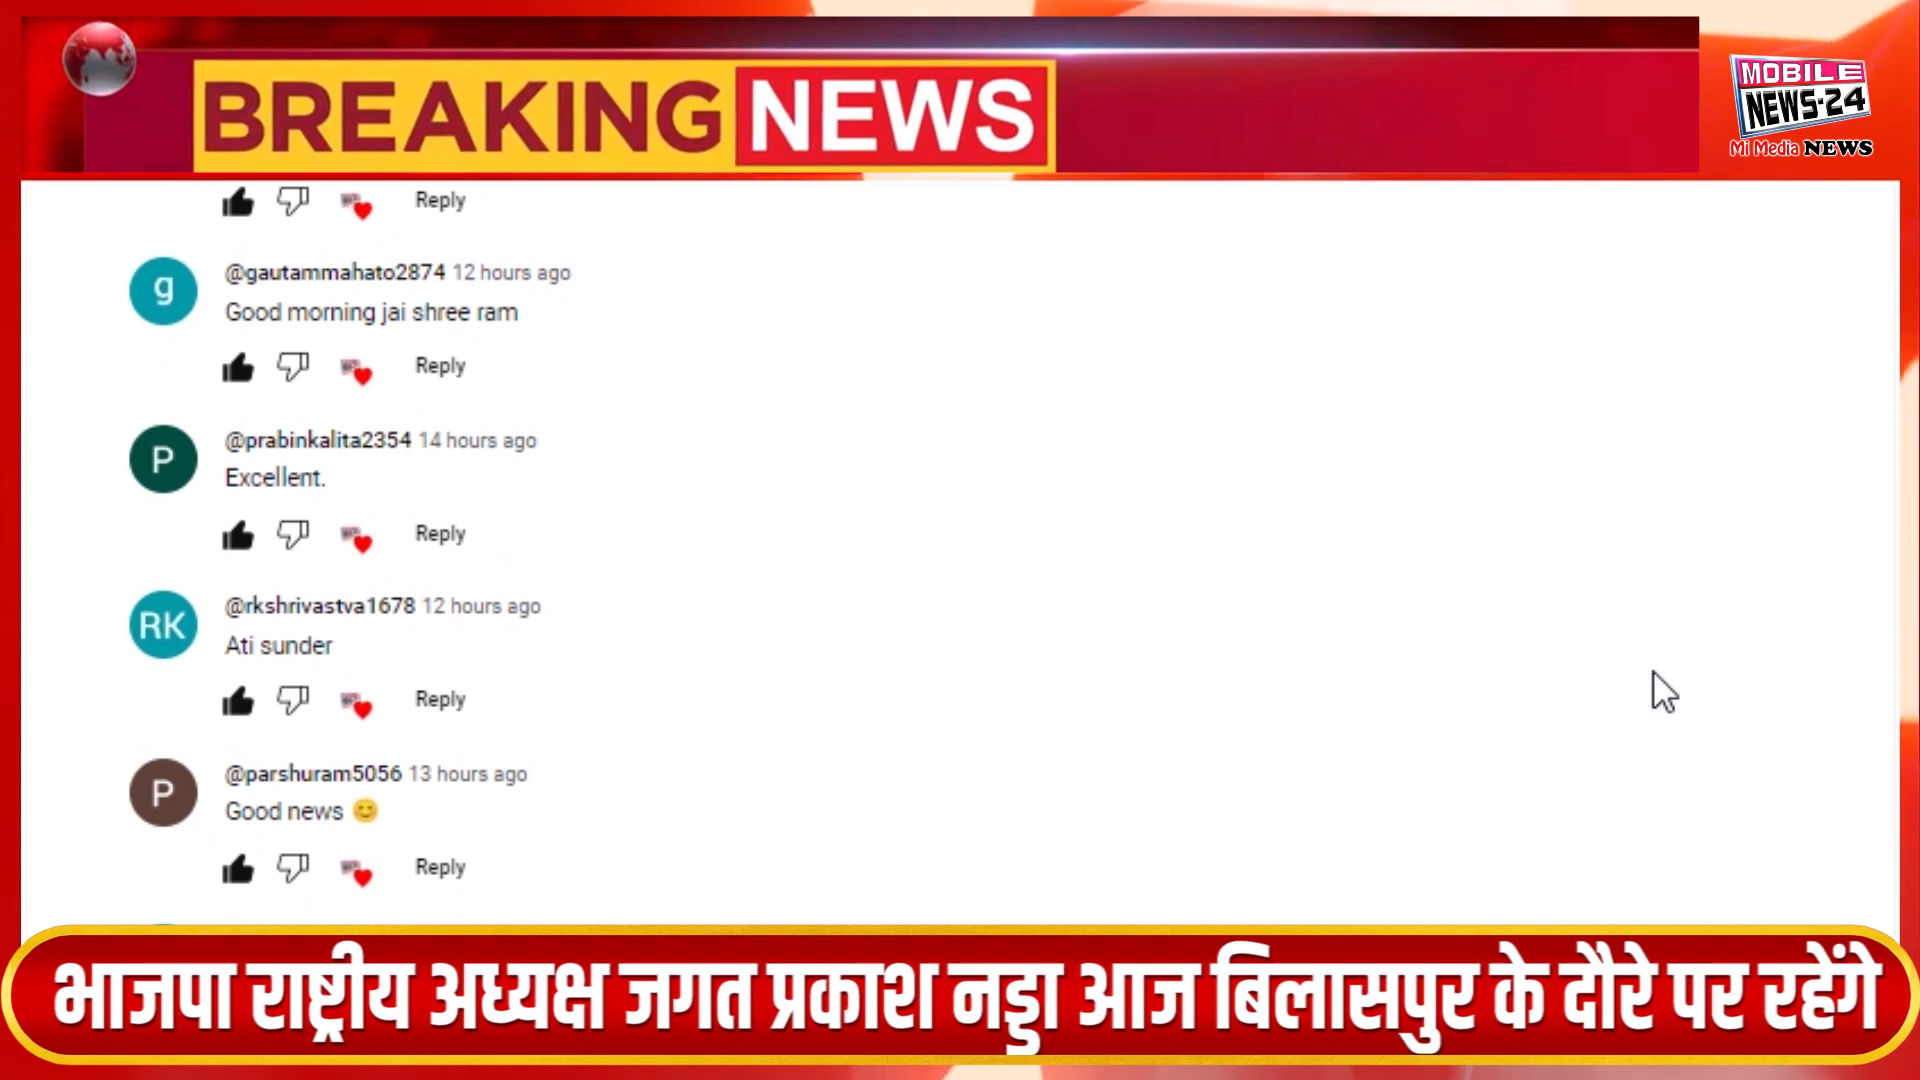 BREAKING NEWS
MOBILE
NEWS-24
Mi Media NEWS
Reply
@gautammahato2874 12 hours ago
Good morning jai shree ram
Reply
@prabinkalita2354 14 hours ago
Excellent.
Reply
@rkshrivastva1678 12 hours ago
Ati sunder
Reply
@parshuram5056 13 hours ago
Good news 😊
Reply
g
P
RK
P
भाजपा राष्ट्रीय अध्यक्ष जगत प्रकाश नड्डा आज बिलासपुर के दौरे पर रहेंगे